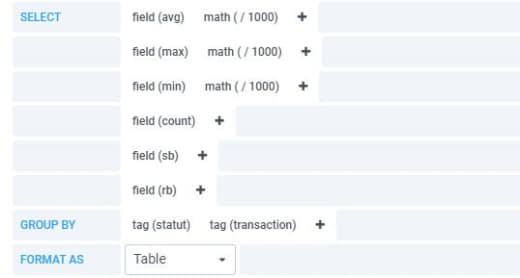 SELECT field (avg) math ( / 1000) +
field (max) math ( / 1000) +
field (min) math ( / 1000) +
field (count) +
field (sb) +
field (rb) +
GROUP BY tag (statut) tag (transaction) +
FORMAT AS Table